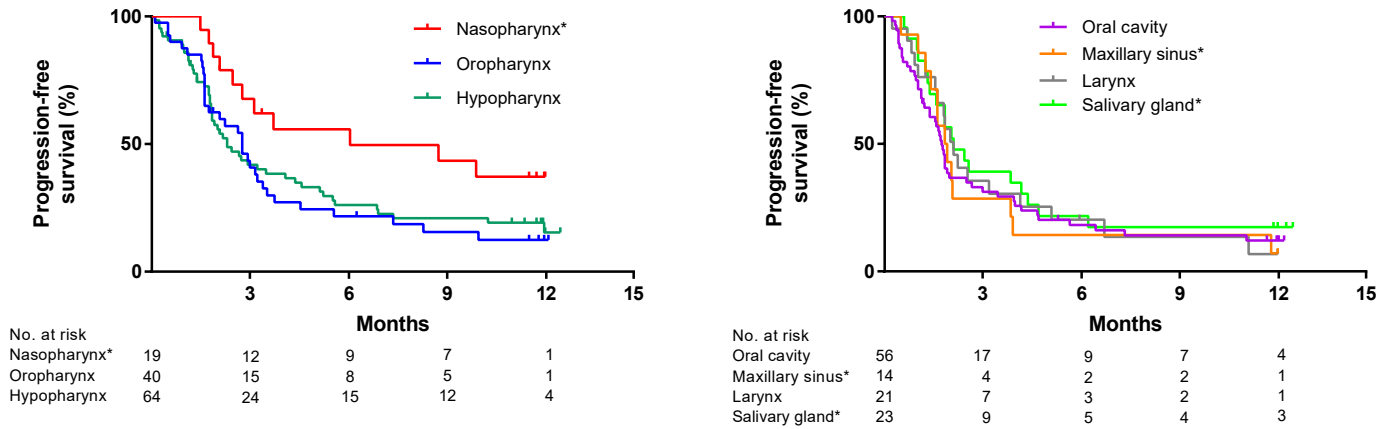 Progression-free
survival (%)
100
50
0
3 6 9 12 15
Months
Nasopharynx*
Oropharynx
Hypopharynx
No. at risk
Nasopharynx* 19 12 9 7 1
Oropharynx 40 15 8 5 1
Hypopharynx 64 24 15 12 4
Progression-free
survival (%)
100
50
0
3 6 9 12 15
Months
Oral cavity
Maxillary sinus*
Larynx
Salivary gland*
No. at risk
Oral cavity 56 17 9 7 4
Maxillary sinus* 14 4 2 2 1
Larynx 21 7 3 2 1
Salivary gland* 23 9 5 4 3